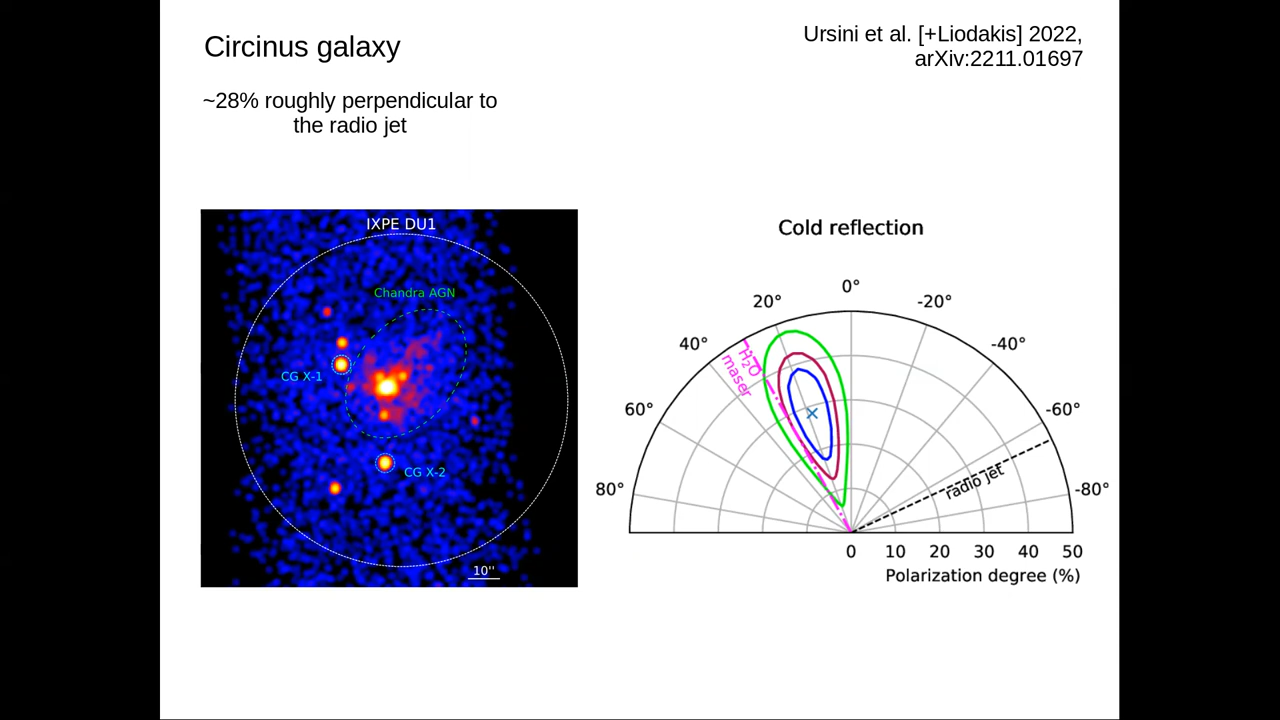 Circinus galaxy
Ursini et al. [+Liodakis] 2022,
arXiv:2211.01697
~28% roughly perpendicular to
the radio jet
IXPE DU1
Chandra AGN
CG X-1
CG X-2
10''
Cold reflection
0°
20°
-20°
40°
-40°
60°
-60°
80°
-80°
H₂O
maser
radio jet
0 10 20 30 40 50
Polarization degree (%)